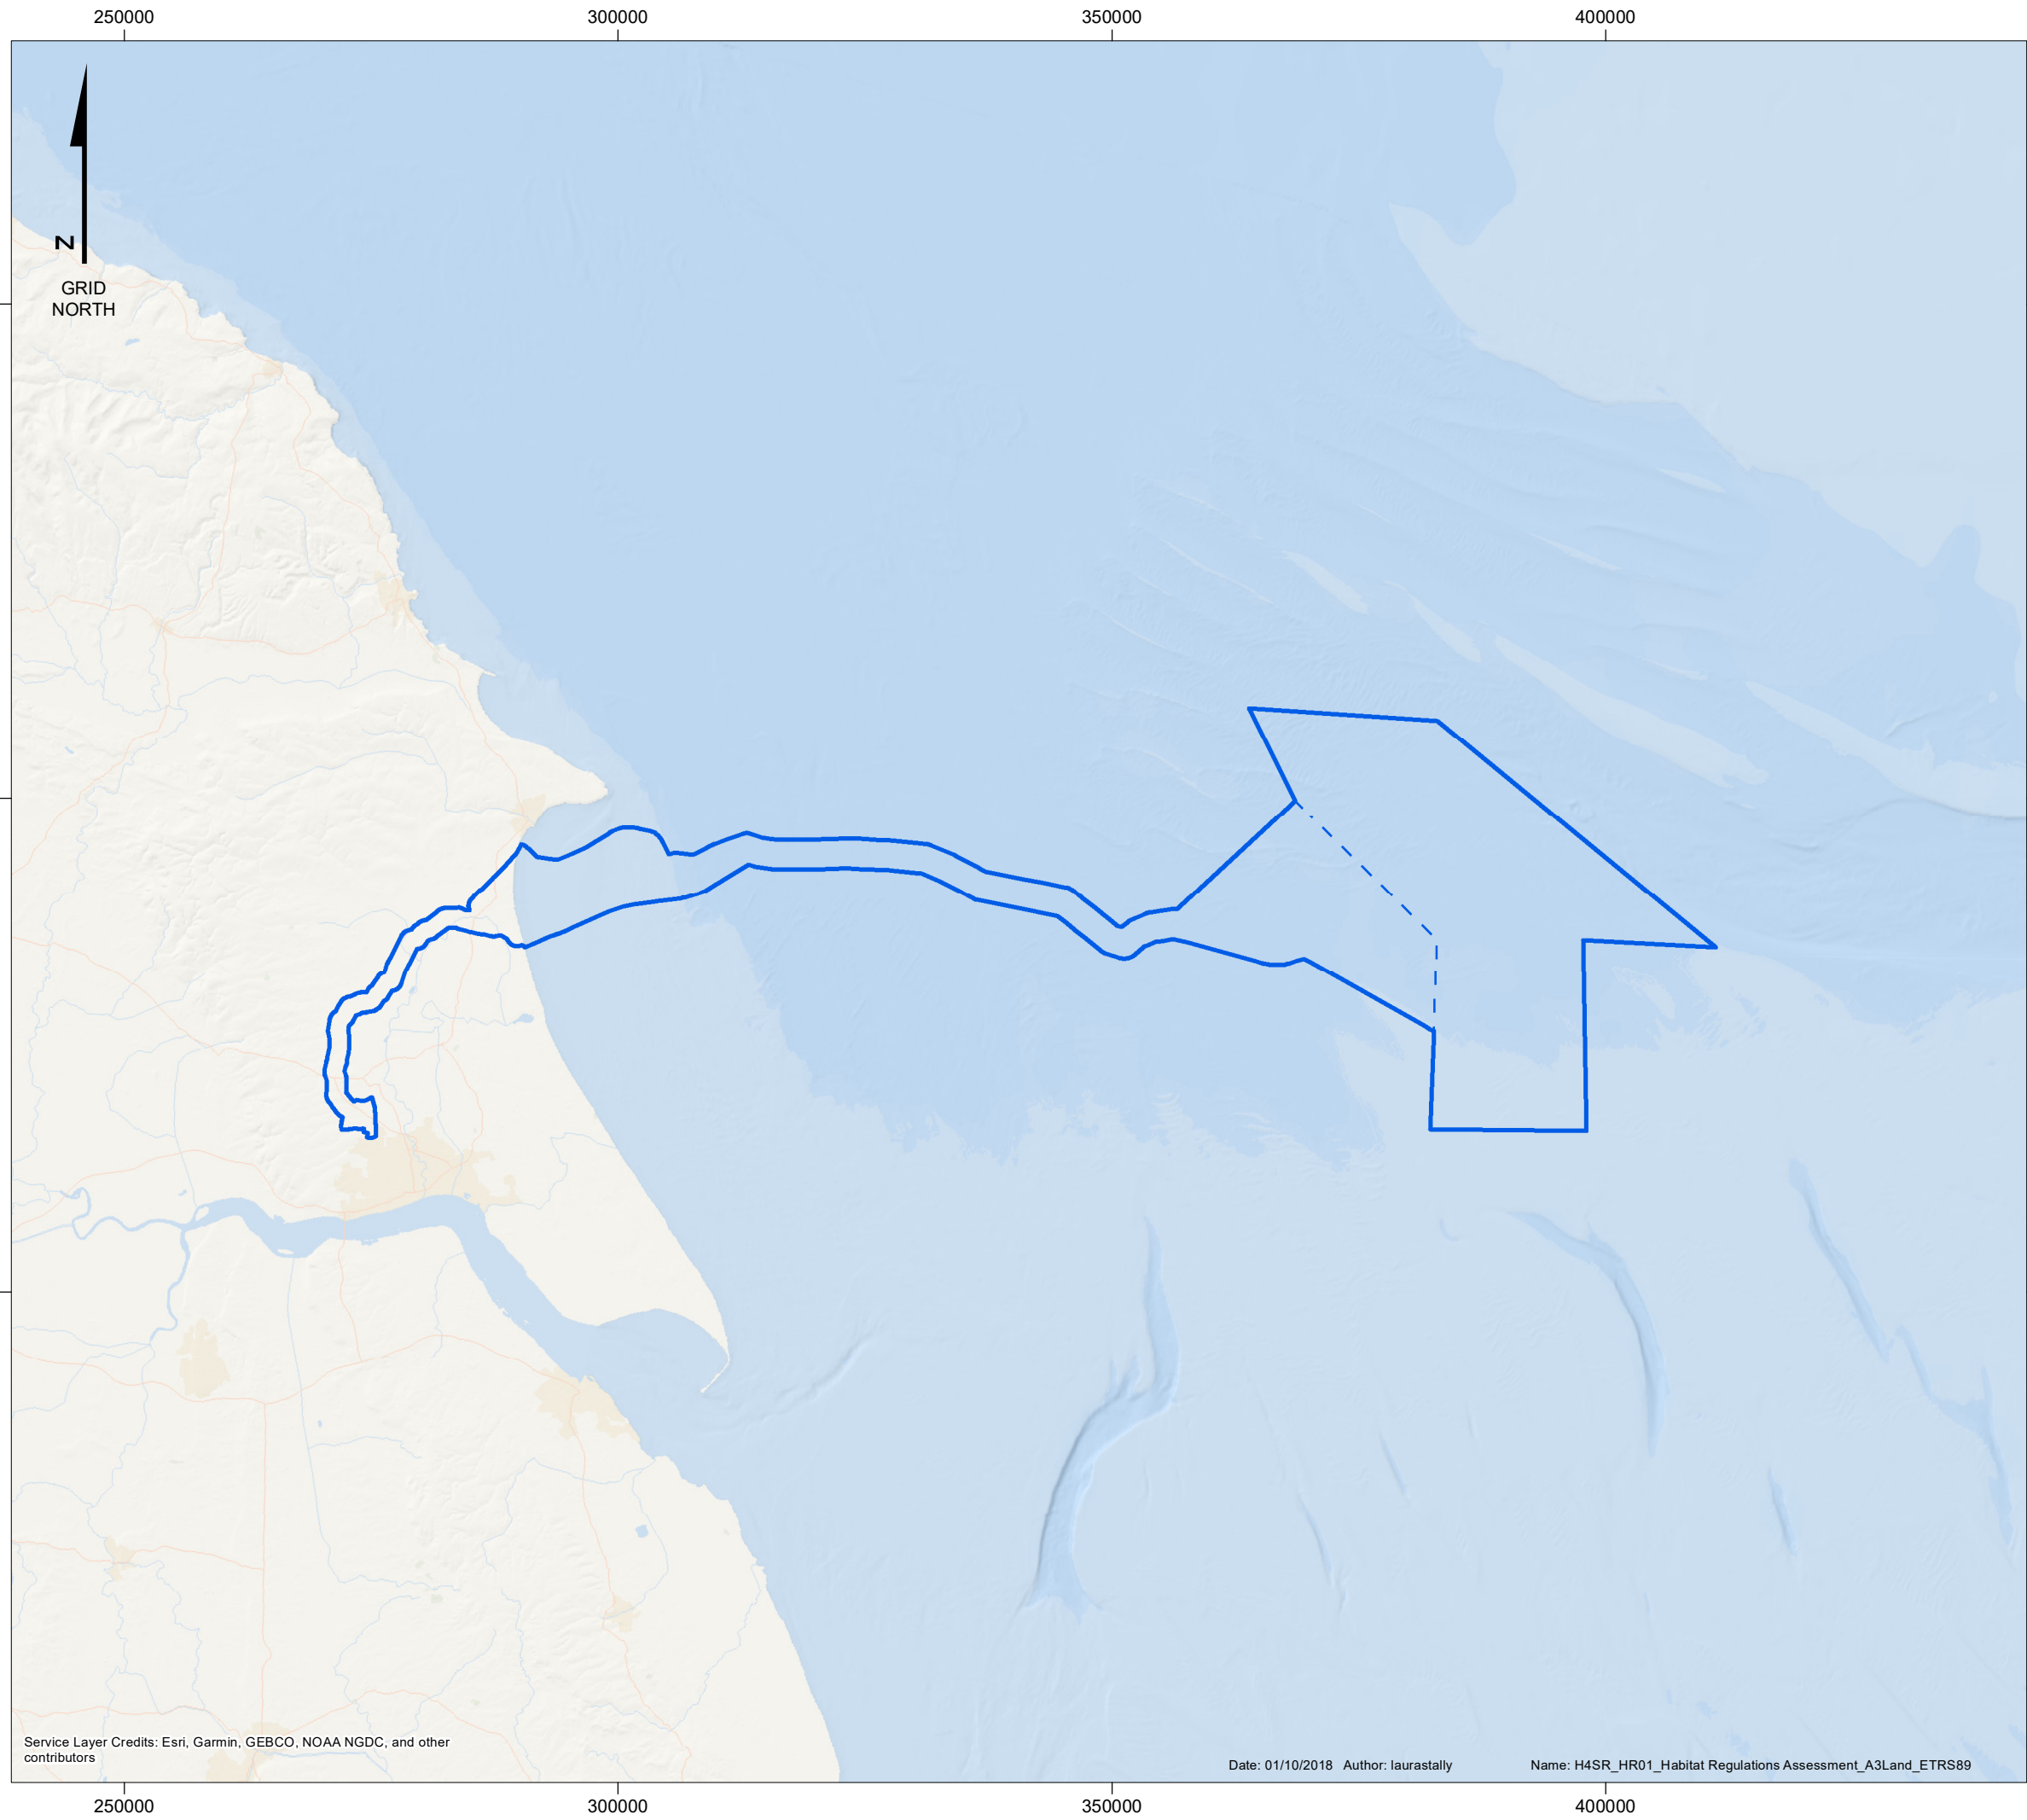 250000 300000 350000 400000
N
GRID
NORTH
Service Layer Credits: Esri, Garmin, GEBCO, NOAA NGDC, and other
contributors
Date: 01/10/2018 Author: laurastally Name: H4SR_HR01_Habitat Regulations Assessment_A3Land_ETRS89
250000 300000 350000 400000